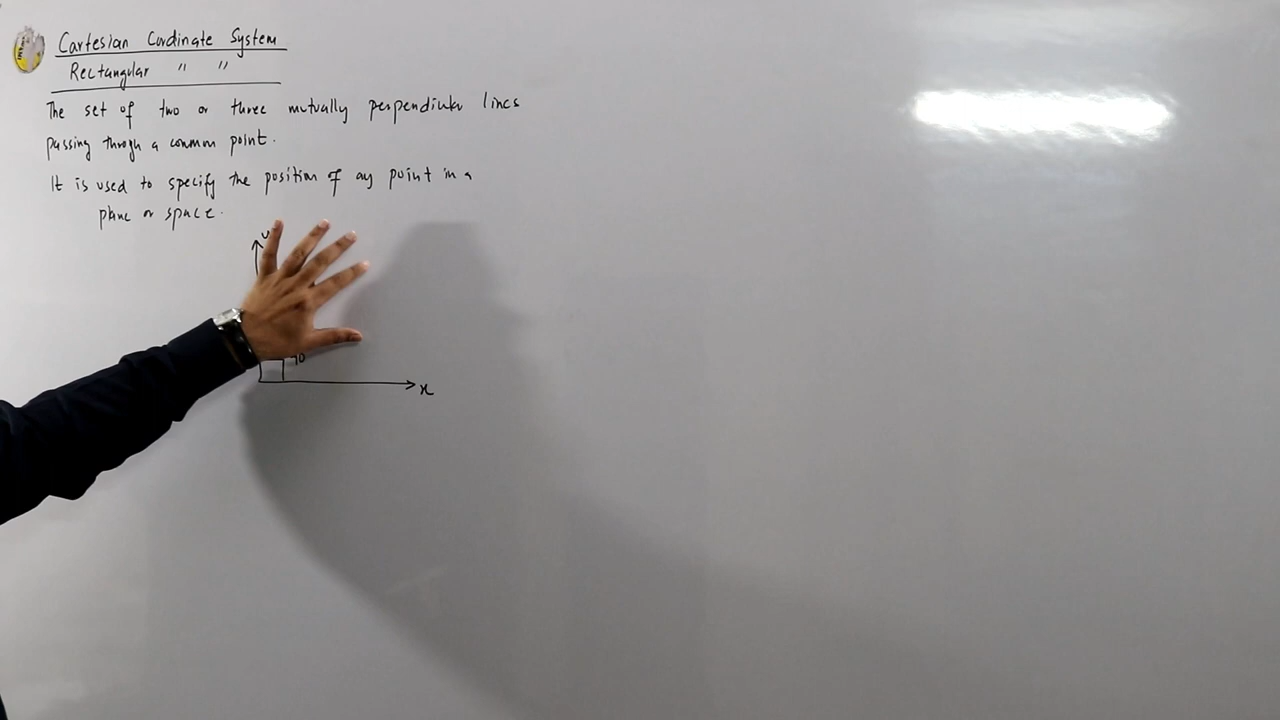 Cartesian Cordinate System
Rectangular " "
The set of two or three mutually perpendicular lines
passing throgh a common point.
It is used to specify the position of any point in a
plane or space.
y
90
x